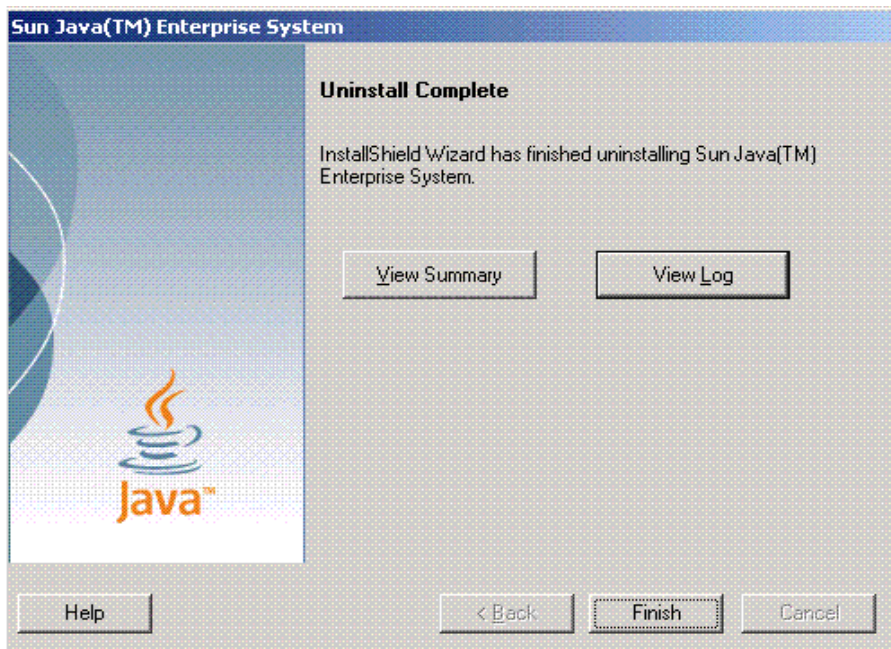 Sun Java(TM) Enterprise System
Uninstall Complete
InstallShield Wizard has finished uninstalling Sun Java(TM)
Enterprise System.
View Summary
View Log
Java™
Help
< Back
Finish
Cancel